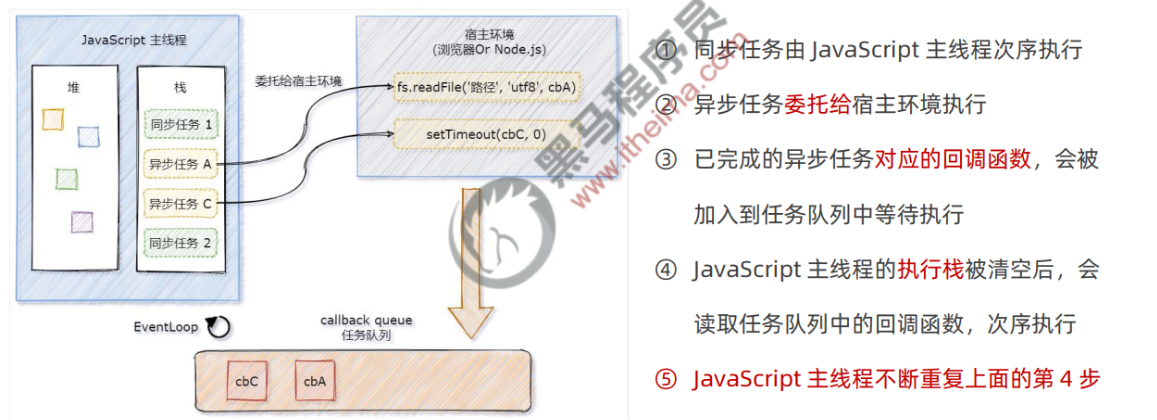 JavaScript 主线程
堆
栈
同步任务 1
异步任务 A
异步任务 C
同步任务 2
委托给宿主环境
宿主环境
(浏览器Or Node.js)
fs.readFile('路径', 'utf8', cbA)
setTimeout(cbC, 0)
EventLoop
callback queue
任务队列
cbC
cbA
① 同步任务由 JavaScript 主线程次序执行
② 异步任务委托给宿主环境执行
③ 已完成的异步任务对应的回调函数，会被
加入到任务队列中等待执行
④ JavaScript 主线程的执行栈被清空后，会
读取任务队列中的回调函数，次序执行
⑤ JavaScript 主线程不断重复上面的第 4 步
黑马程序员
www.itheima.com